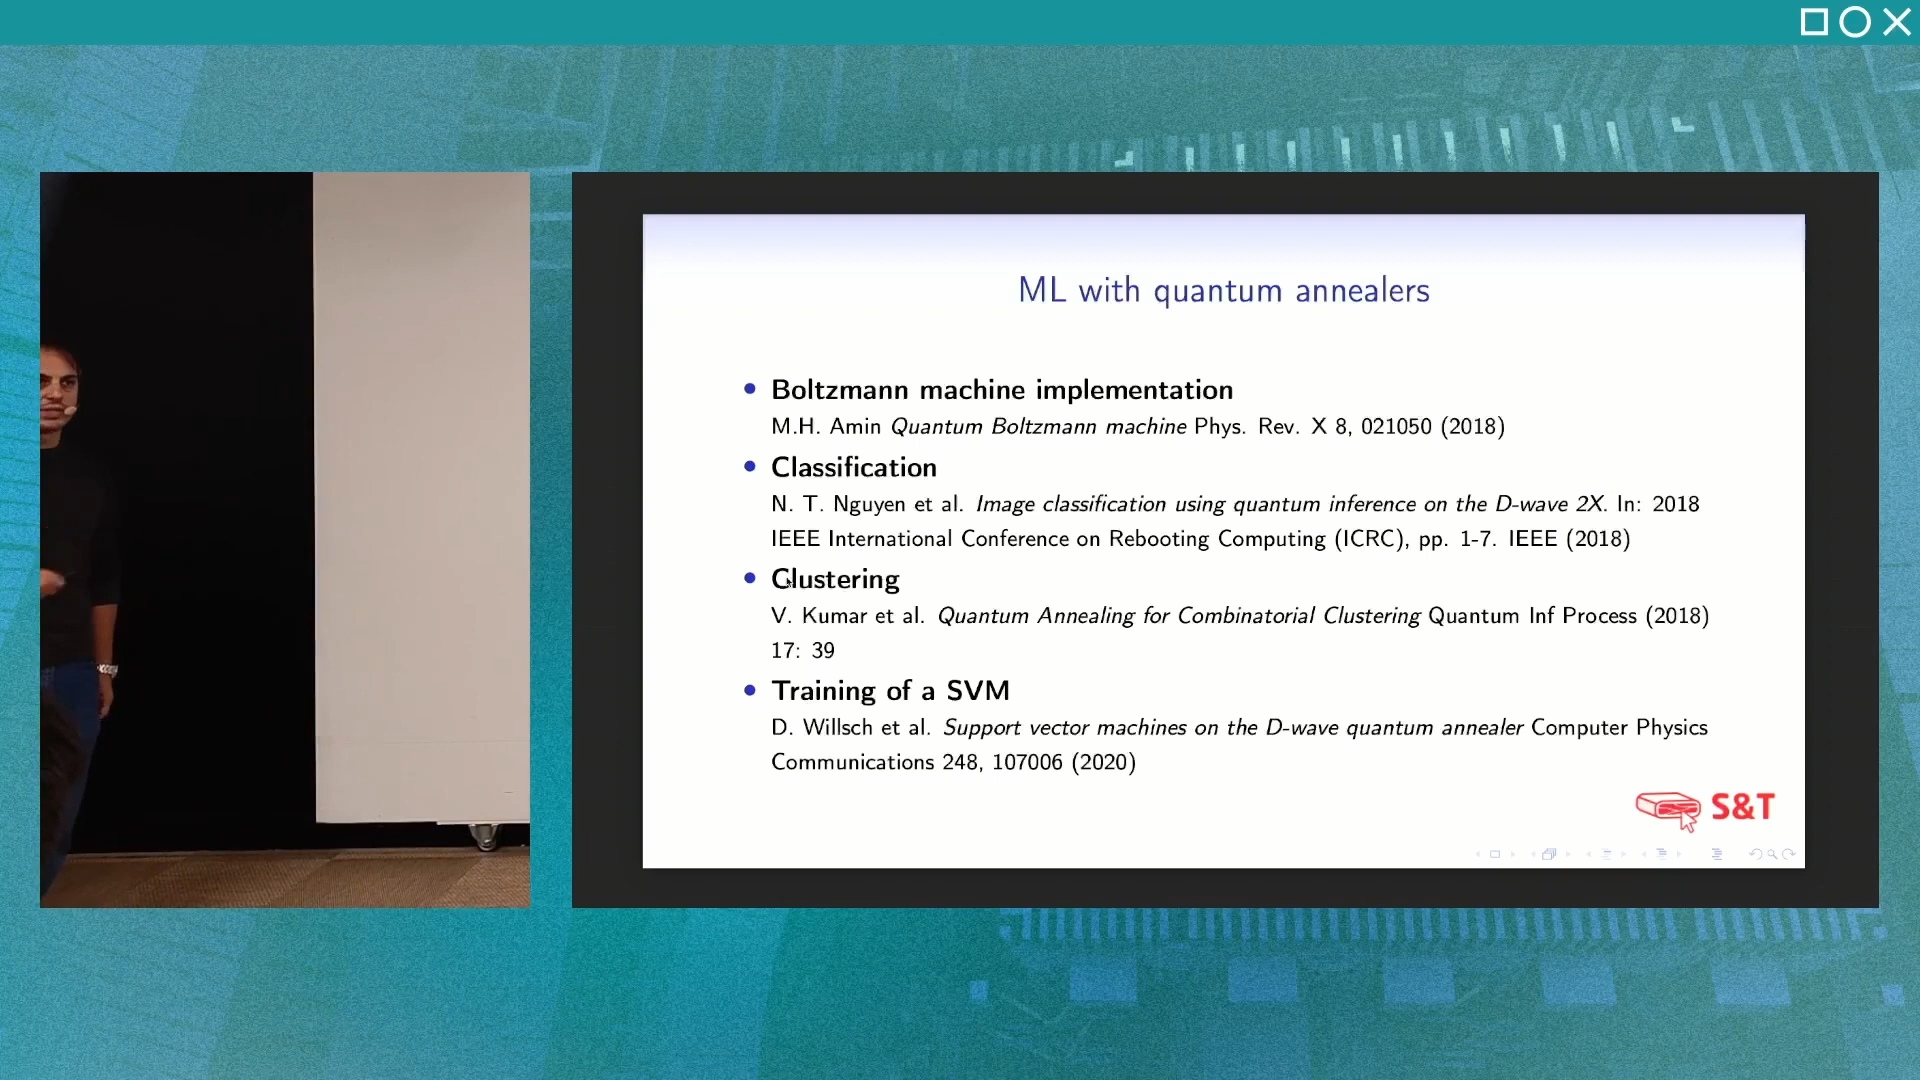 ML with quantum annealers
Boltzmann machine implementation
M.H. Amin Quantum Boltzmann machine Phys. Rev. X 8, 021050 (2018)
Classification
N. T. Nguyen et al. Image classification using quantum inference on the D-wave 2X. In: 2018
IEEE International Conference on Rebooting Computing (ICRC), pp. 1-7. IEEE (2018)
Clustering
V. Kumar et al. Quantum Annealing for Combinatorial Clustering Quantum Inf Process (2018)
17: 39
Training of a SVM
D. Willsch et al. Support vector machines on the D-wave quantum annealer Computer Physics
Communications 248, 107006 (2020)
S&T